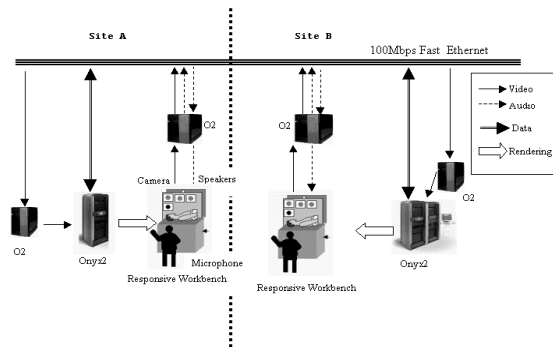 Site A
Site B
100Mbps Fast Ethernet
Video
Audio
Data
Rendering
O2
O2
Camera
Speakers
O2
O2
Onyx2
Microphone
Onyx2
Responsive Workbench
Responsive Workbench